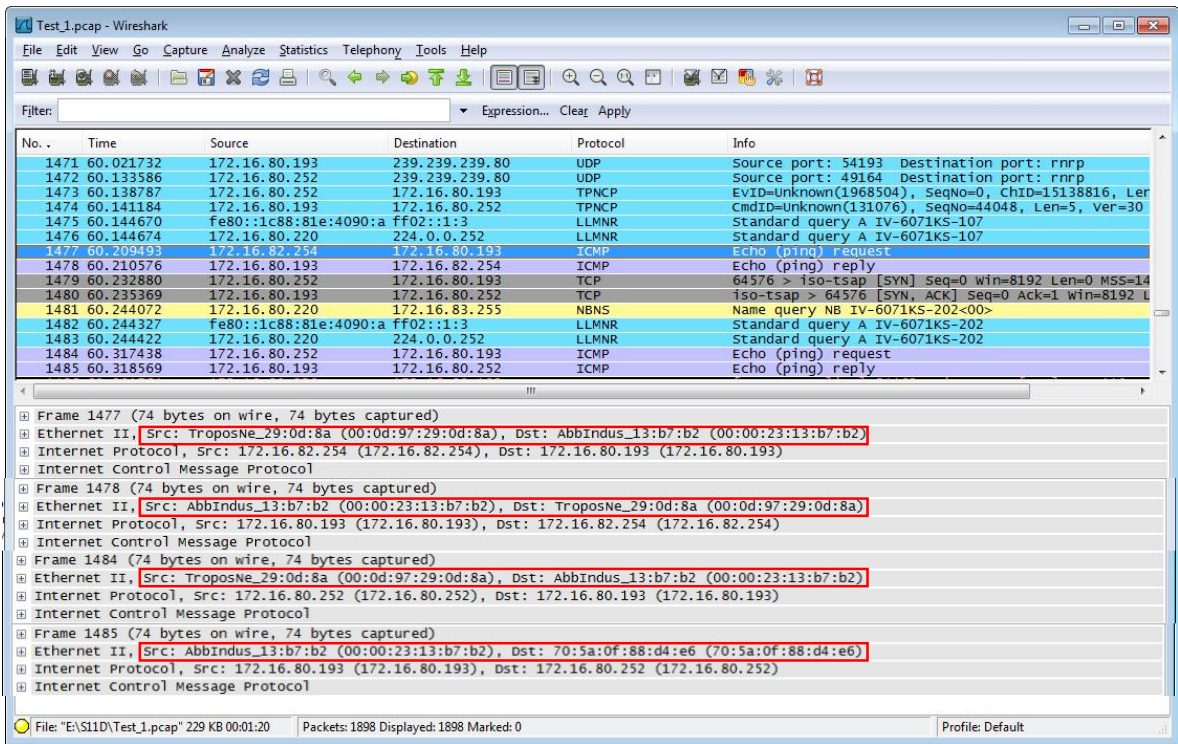 Test_1.pcap - Wireshark
File Edit View Go Capture Analyze Statistics Telephony Tools Help
Filter: Expression... Clear Apply
No. . Time Source Destination Protocol Info
1471 60.021732 172.16.80.193 239.239.239.80 UDP Source port: 54193 Destination port: rnrp
1472 60.133586 172.16.80.252 239.239.239.80 UDP Source port: 49164 Destination port: rnrp
1473 60.138787 172.16.80.252 172.16.80.193 TPNCP EvID=Unknown(1968504), SeqNo=0, ChID=15138816, Ler
1474 60.141184 172.16.80.193 172.16.80.252 TPNCP CmdID=Unknown(131076), SeqNo=44048, Len=5, Ver=30
1475 60.144670 fe80::1c88:81e:4090:a ff02::1:3 LLMNR Standard query A IV-6071KS-107
1476 60.144674 172.16.80.220 224.0.0.252 LLMNR Standard query A IV-6071KS-107
1477 60.209493 172.16.82.254 172.16.80.193 ICMP Echo (ping) request
1478 60.210576 172.16.80.193 172.16.82.254 ICMP Echo (ping) reply
1479 60.232880 172.16.80.252 172.16.80.193 TCP 64576 > iso-tsap [SYN] Seq=0 Win=8192 Len=0 MSS=14
1480 60.235369 172.16.80.193 172.16.80.252 TCP iso-tsap > 64576 [SYN, ACK] Seq=0 Ack=1 Win=8192 L
1481 60.244072 172.16.80.220 172.16.83.255 NBNS Name query NB IV-6071KS-202<00>
1482 60.244327 fe80::1c88:81e:4090:a ff02::1:3 LLMNR Standard query A IV-6071KS-202
1483 60.244422 172.16.80.220 224.0.0.252 LLMNR Standard query A IV-6071KS-202
1484 60.317438 172.16.80.252 172.16.80.193 ICMP Echo (ping) request
1485 60.318569 172.16.80.193 172.16.80.252 ICMP Echo (ping) reply
Frame 1477 (74 bytes on wire, 74 bytes captured)
Ethernet II, Src: TroposNe_29:0d:8a (00:0d:97:29:0d:8a), Dst: AbbIndus_13:b7:b2 (00:00:23:13:b7:b2)
Internet Protocol, Src: 172.16.82.254 (172.16.82.254), Dst: 172.16.80.193 (172.16.80.193)
Internet Control Message Protocol
Frame 1478 (74 bytes on wire, 74 bytes captured)
Ethernet II, Src: AbbIndus_13:b7:b2 (00:00:23:13:b7:b2), Dst: TroposNe_29:0d:8a (00:0d:97:29:0d:8a)
Internet Protocol, Src: 172.16.80.193 (172.16.80.193), Dst: 172.16.82.254 (172.16.82.254)
Internet Control Message Protocol
Frame 1484 (74 bytes on wire, 74 bytes captured)
Ethernet II, Src: TroposNe_29:0d:8a (00:0d:97:29:0d:8a), Dst: AbbIndus_13:b7:b2 (00:00:23:13:b7:b2)
Internet Protocol, Src: 172.16.80.252 (172.16.80.252), Dst: 172.16.80.193 (172.16.80.193)
Internet Control Message Protocol
Frame 1485 (74 bytes on wire, 74 bytes captured)
Ethernet II, Src: AbbIndus_13:b7:b2 (00:00:23:13:b7:b2), Dst: 70:5a:0f:88:d4:e6 (70:5a:0f:88:d4:e6)
Internet Protocol, Src: 172.16.80.193 (172.16.80.193), Dst: 172.16.80.252 (172.16.80.252)
Internet Control Message Protocol
File: "E:\S11D\Test_1.pcap" 229 KB 00:01:20 Packets: 1898 Displayed: 1898 Marked: 0 Profile: Default